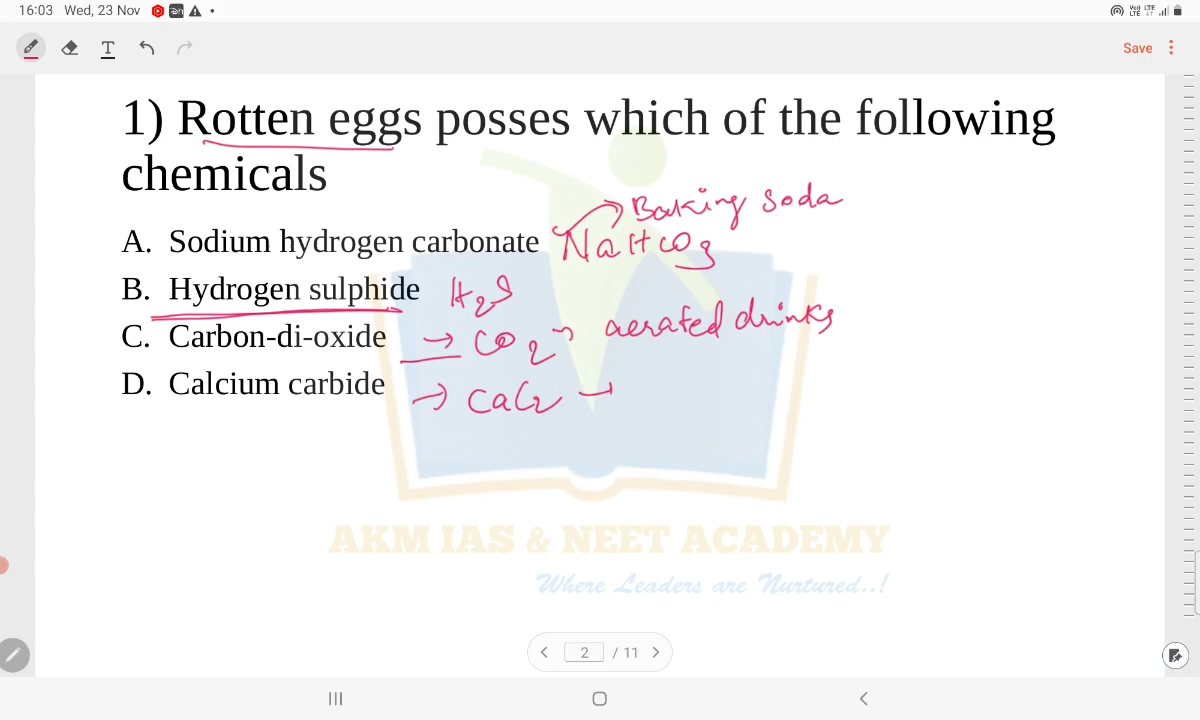 16:03 Wed, 23 Nov
T
Save
1) Rotten eggs posses which of the following
chemicals
Baking soda
A. Sodium hydrogen carbonate NaHCO3
B. Hydrogen sulphide H2S
C. Carbon-di-oxide → CO2 → aerated drinks
D. Calcium carbide → CaC2 →
AKM IAS & NEET ACADEMY
Where Leaders are Nurtured..!
2 / 11